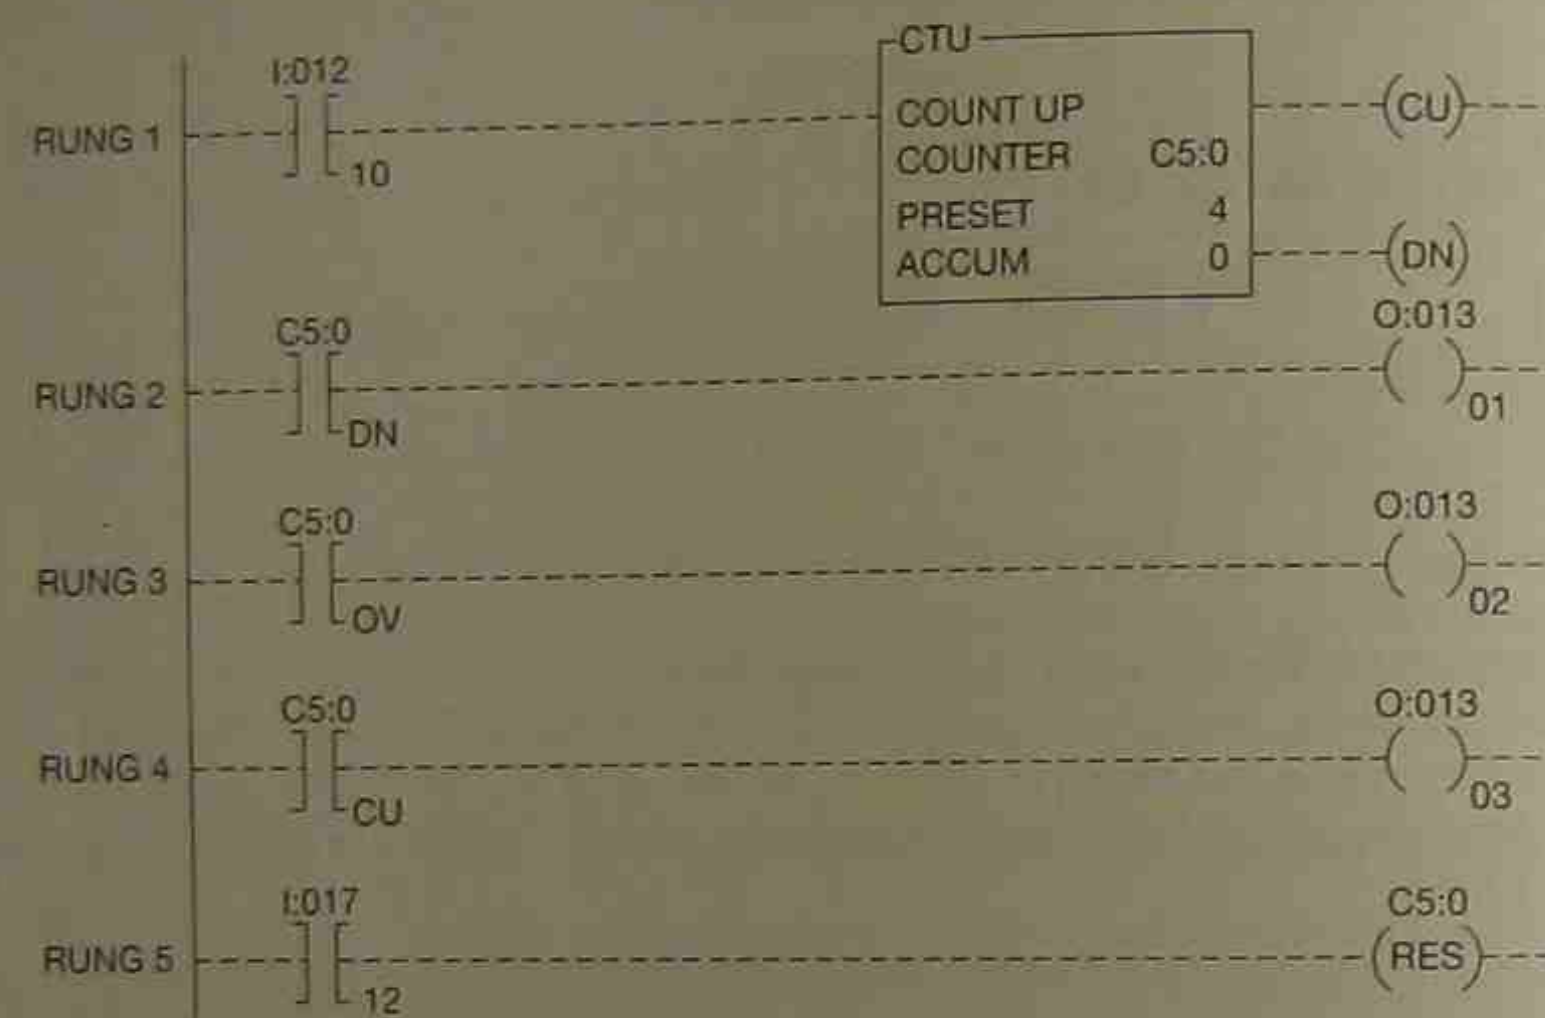 CTU
I:012
COUNT UP
(CU)
RUNG 1
COUNTER C5:0
10
PRESET 4
ACCUM 0
(DN)
C5:0
O:013
RUNG 2
01
DN
C5:0
O:013
RUNG 3
02
OV
C5:0
O:013
RUNG 4
03
CU
I:017
C5:0
RUNG 5
(RES)
12